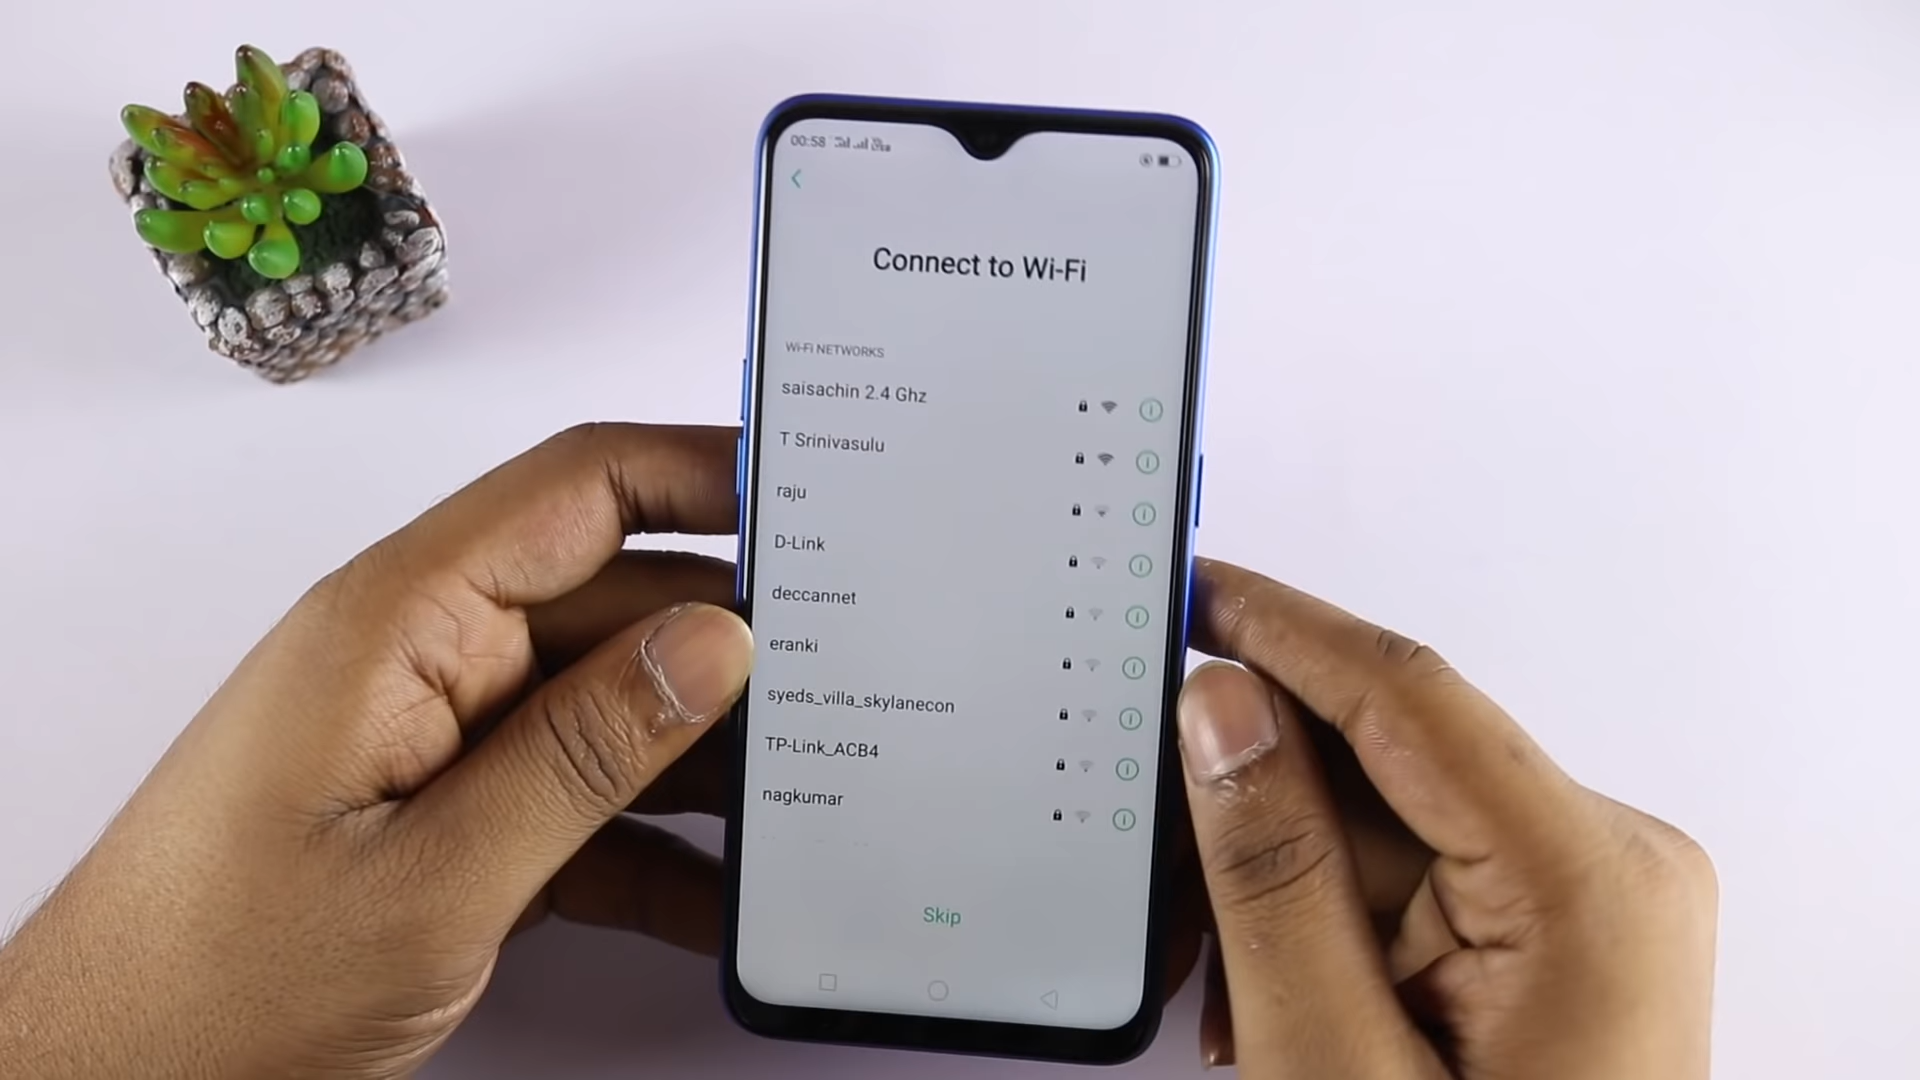 00:58
Connect to Wi-Fi
Wi-Fi NETWORKS
saisachin 2.4 Ghz
T Srinivasulu
raju
D-Link
deccannet
eranki
syeds_villa_skylanecon
TP-Link_ACB4
nagkumar
Skip